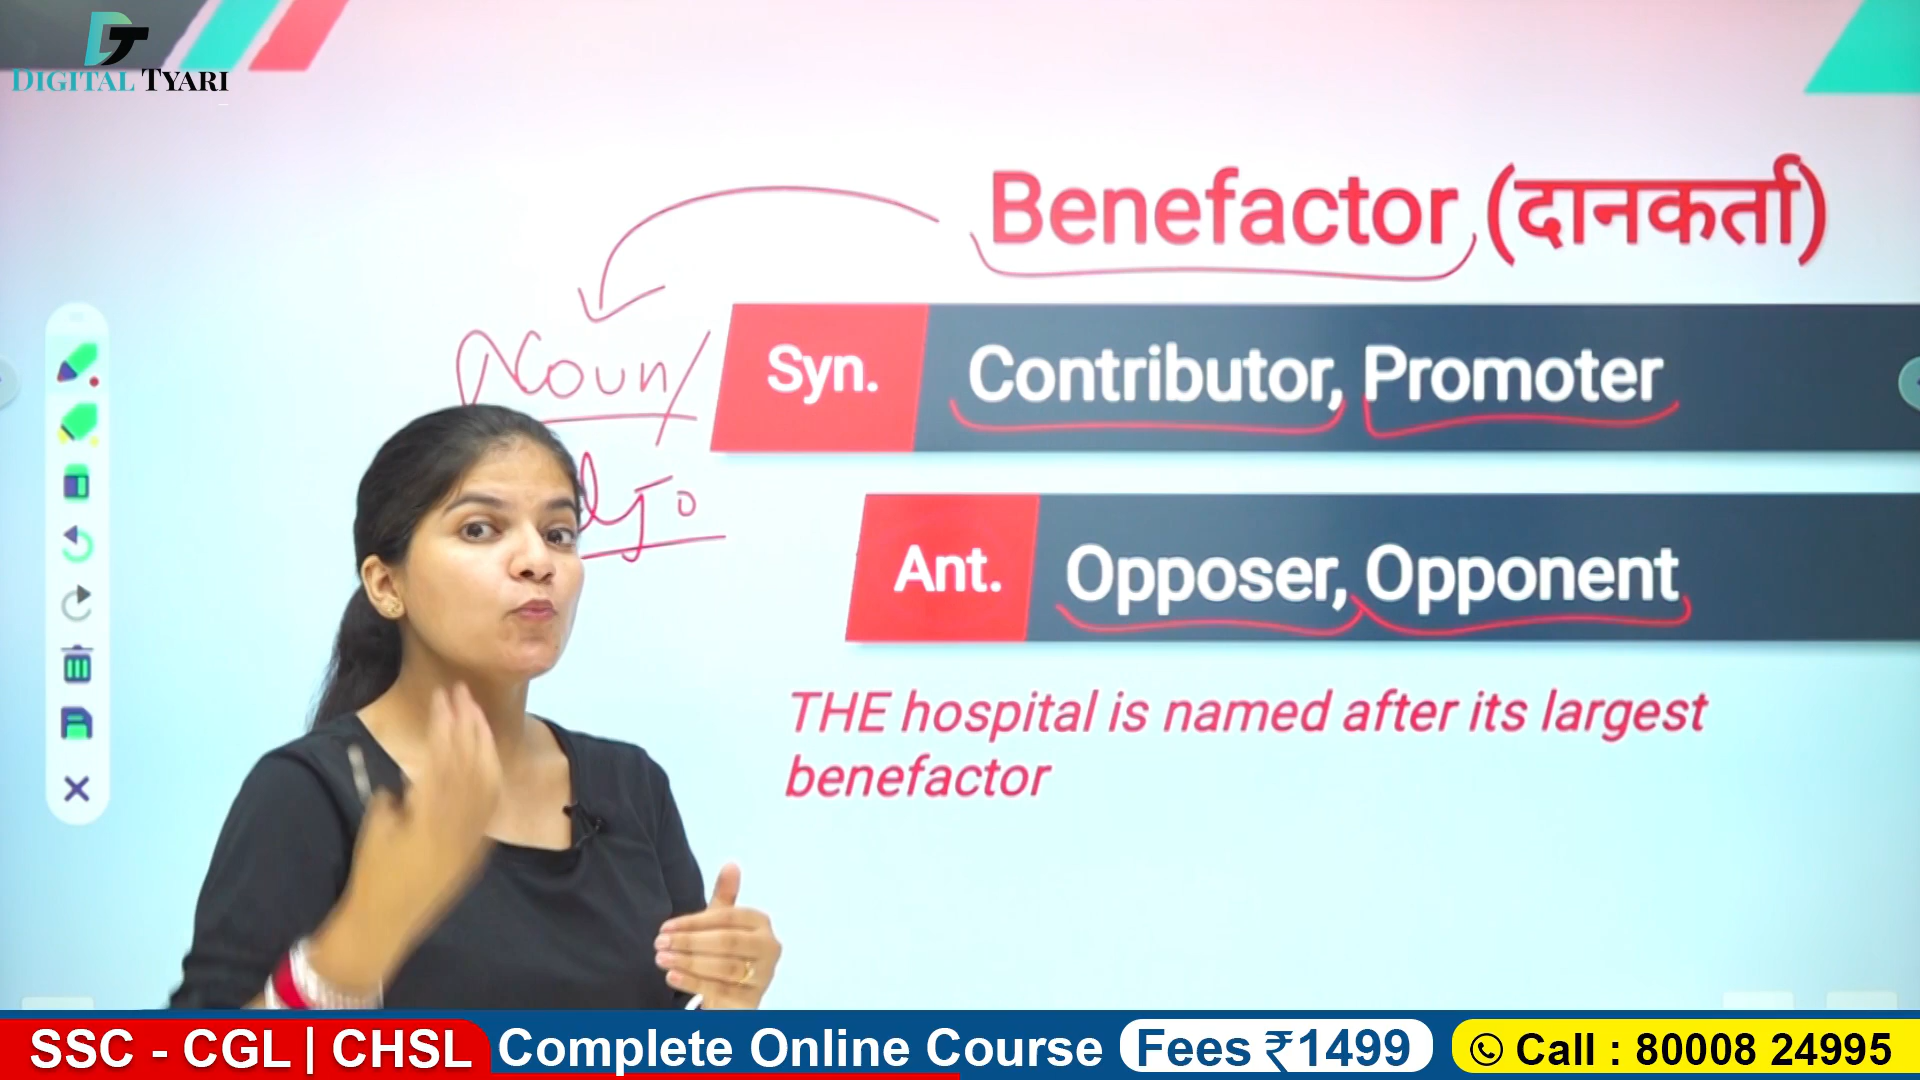 DT
DIGITAL TYARI
Benefactor (दानकर्ता)
Noun/
Syn.
Contributor, Promoter
Ant.
Opposer, Opponent
THE hospital is named after its largest
benefactor
SSC - CGL | CHSL
Complete Online Course
Fees ₹1499
Call : 80008 24995